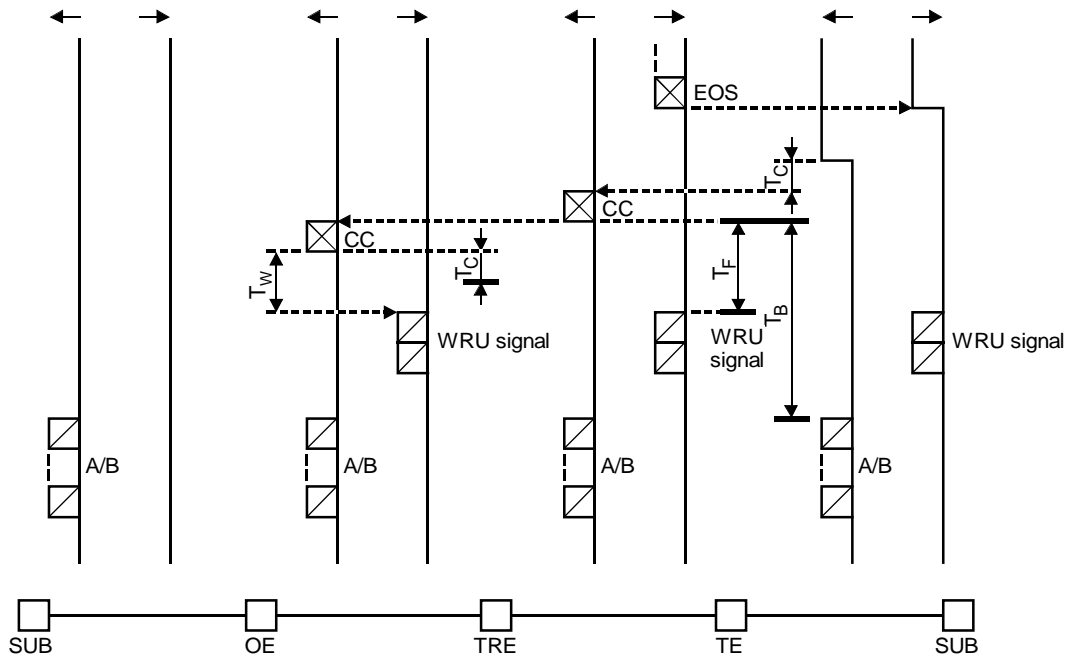 EOS
T_C
CC
CC
T_C
T_W
T_F
T_B
WRU signal
WRU
signal
WRU signal
A/B
A/B
A/B
A/B
SUB
OE
TRE
TE
SUB